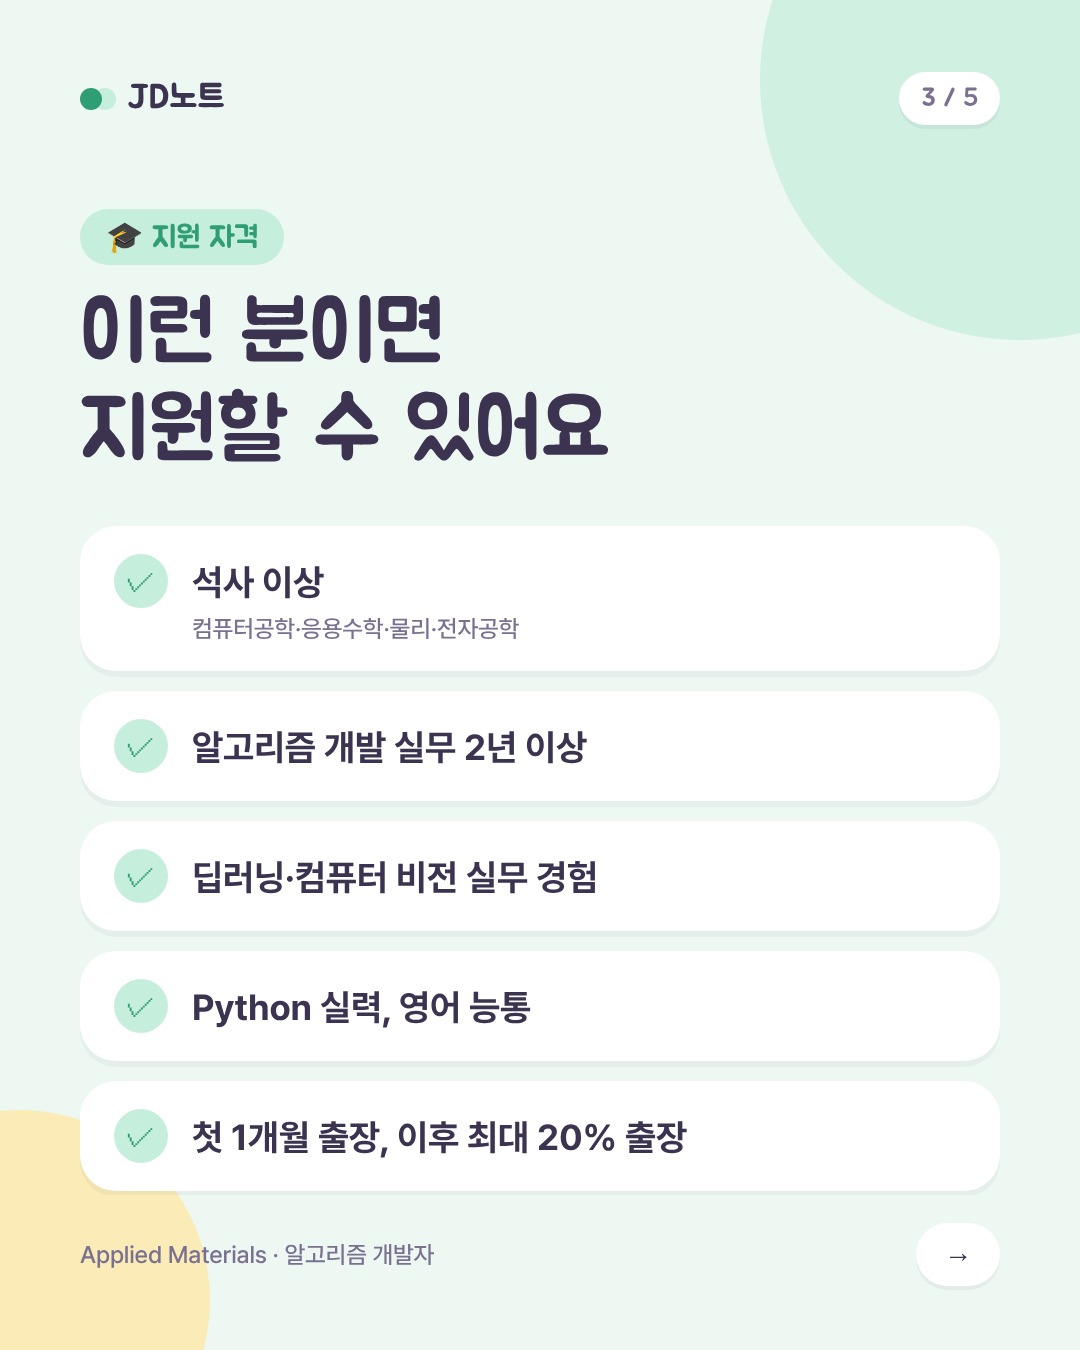 JD노트
3 / 5
🎓 지원 자격
이런 분이면
지원할 수 있어요
✓ 석사 이상
컴퓨터공학·응용수학·물리·전자공학
✓ 알고리즘 개발 실무 2년 이상
✓ 딥러닝·컴퓨터 비전 실무 경험
✓ Python 실력, 영어 능통
✓ 첫 1개월 출장, 이후 최대 20% 출장
Applied Materials · 알고리즘 개발자
→